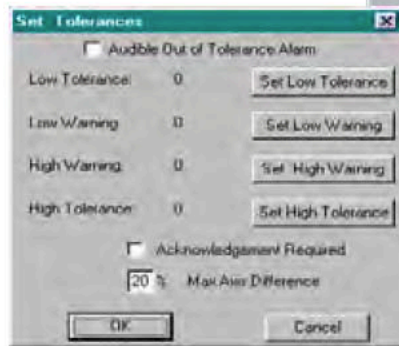 Set Tolerances
Audible Out of Tolerance Alarm
Low Tolerance: 0 Set Low Tolerance
Low Warning: 0 Set Low Warning
High Warning: 0 Set High Warning
High Tolerance: 0 Set High Tolerance
Acknowledgement Required
20 % Max Axis Difference
OK Cancel